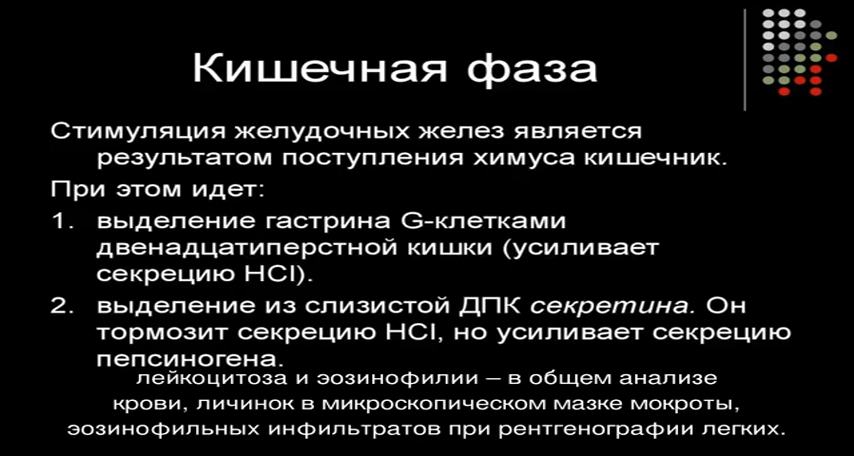 Кишечная фаза
Стимуляция желудочных желез является
результатом поступления химуса кишечник.
При этом идет:
1. выделение гастрина G-клетками
двенадцатиперстной кишки (усиливает
секрецию HCl).
2. выделение из слизистой ДПК секретина. Он
тормозит секрецию HCl, но усиливает секрецию
пепсиногена.
лейкоцитоза и эозинофилии – в общем анализе
крови, личинок в микроскопическом мазке мокроты,
эозинофильных инфильтратов при рентгенографии легких.